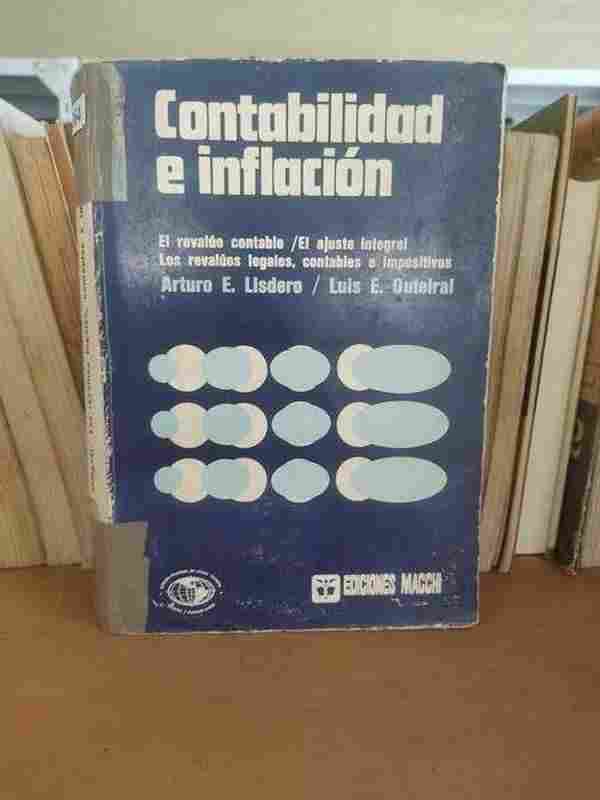 Contabilidad
e inflación
El revalúo contable / El ajuste integral
Los revalúos legales, contables e impositivos
Arturo E. Lisdero / Luis E. Outeiral
EDICIONES MACCHI